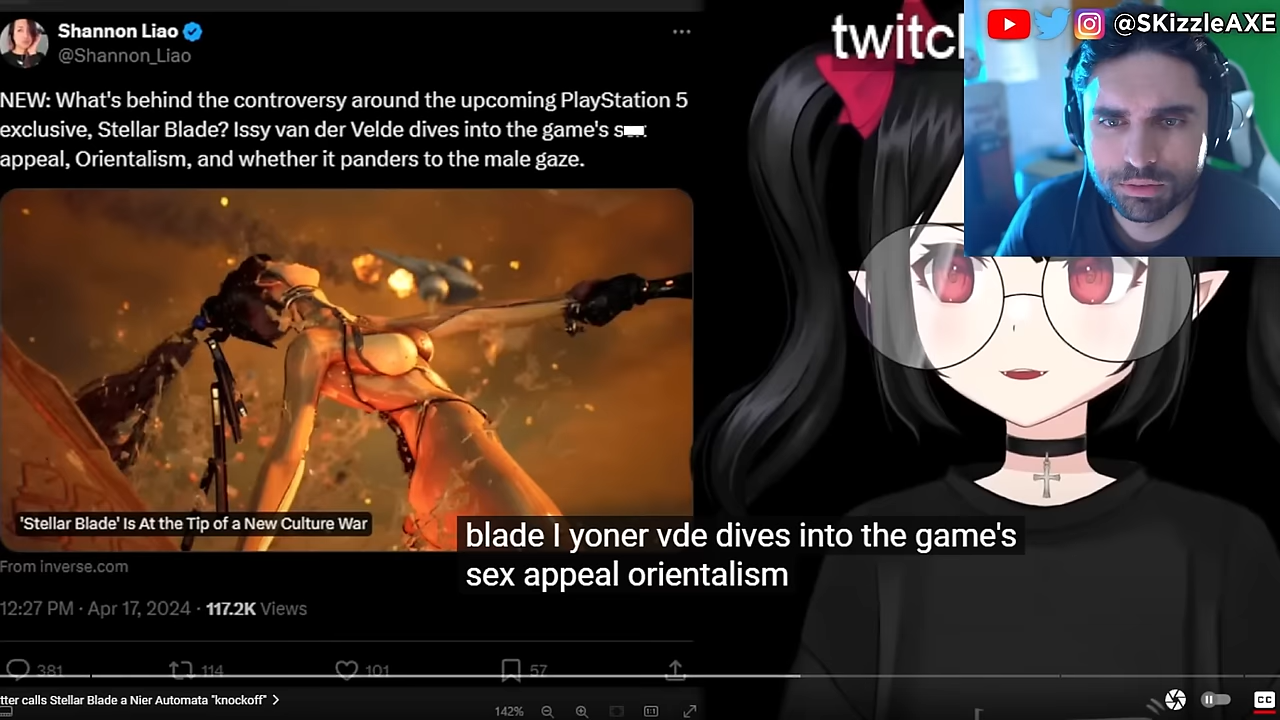 Shannon Liao
@Shannon_Liao
NEW: What's behind the controversy around the upcoming PlayStation 5
exclusive, Stellar Blade? Issy van der Velde dives into the game's
appeal, Orientalism, and whether it panders to the male gaze.
'Stellar Blade' Is At the Tip of a New Culture War
From inverse.com
12:27 PM · Apr 17, 2024 · 117.2K Views
381 114 101 57
twitc
@SKizzleAXE
blade I yoner vde dives into the game's
sex appeal orientalism
tter calls Stellar Blade a Nier Automata "knockoff" >
142%
CC